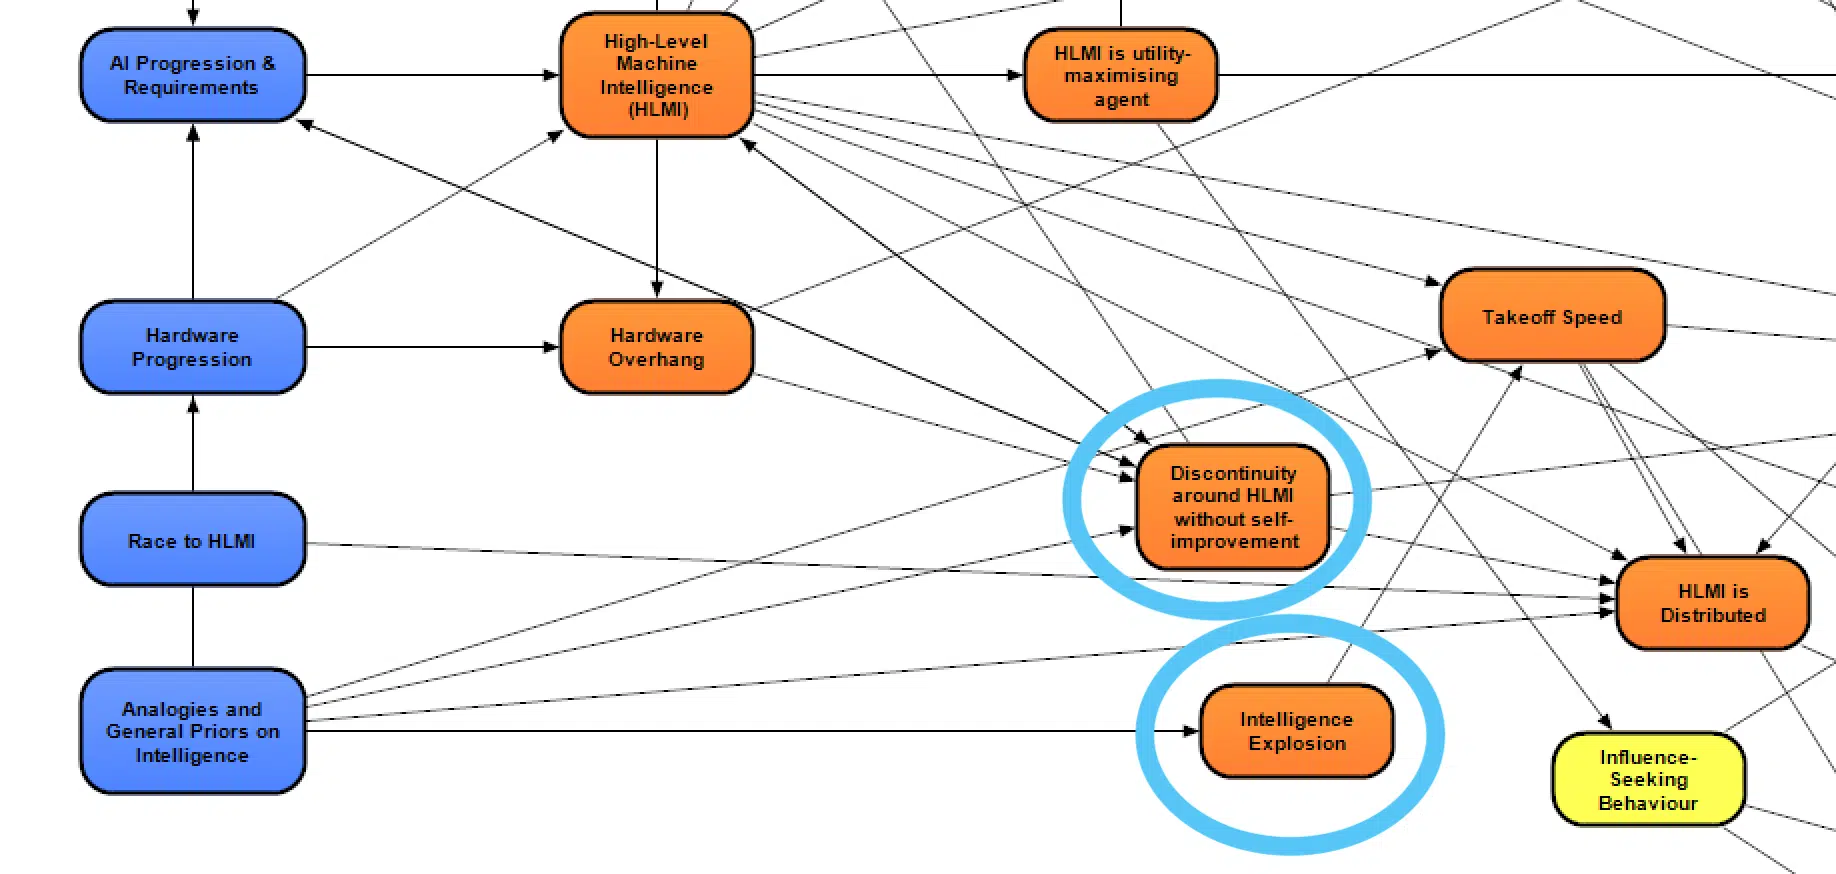 AI Progression &
Requirements
High-Level
Machine
Intelligence
(HLMI)
HLMI is utility-
maximising
agent
Hardware
Progression
Hardware
Overhang
Takeoff Speed
Race to HLMI
Discontinuity
around HLMI
without self-
improvement
HLMI is
Distributed
Analogies and
General Priors on
Intelligence
Intelligence
Explosion
Influence-
Seeking
Behaviour